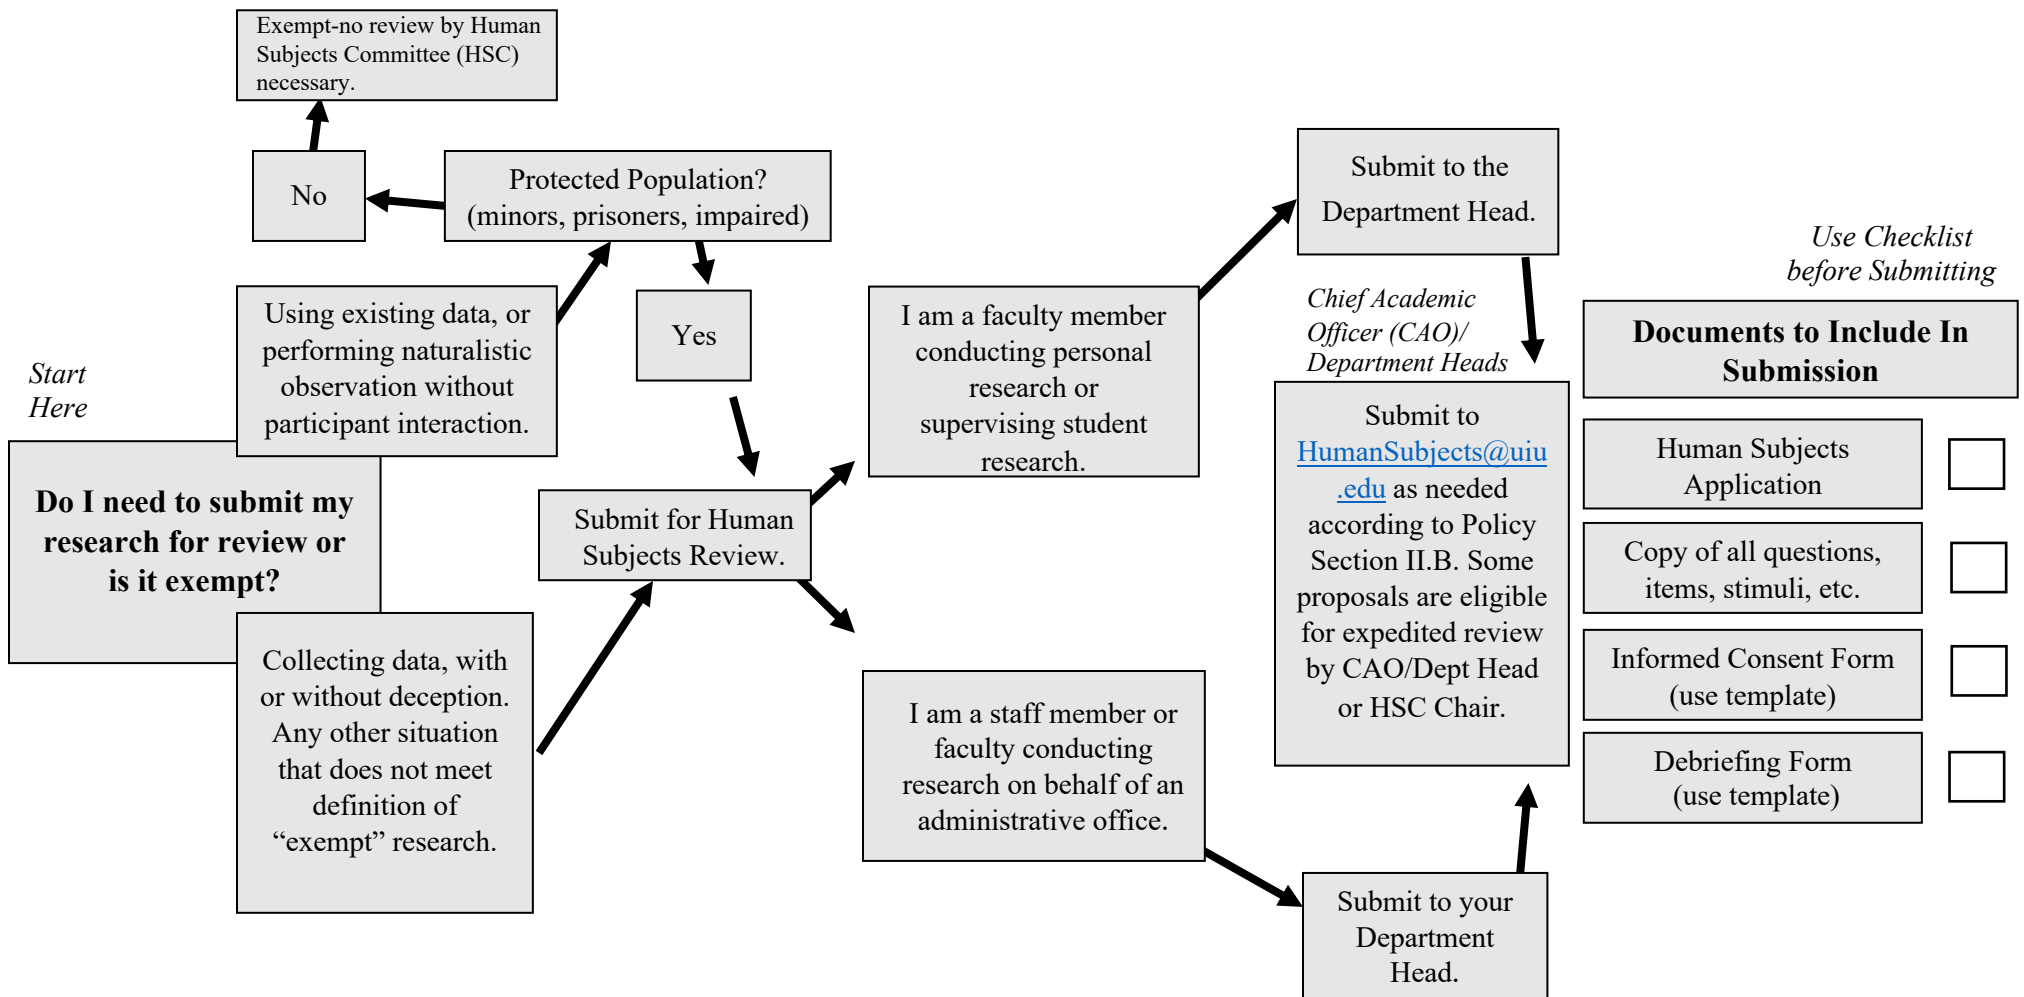 Exempt-no review by Human
Subjects Committee (HSC)
necessary.
No
Protected Population?
(minors, prisoners, impaired)
Yes
Using existing data, or
performing naturalistic
observation without
participant interaction.
Start
Here
Do I need to submit my
research for review or
is it exempt?
Collecting data, with
or without deception.
Any other situation
that does not meet
definition of
“exempt” research.
Submit for Human
Subjects Review.
I am a faculty member
conducting personal
research or
supervising student
research.
I am a staff member or
faculty conducting
research on behalf of an
administrative office.
Submit to the
Department Head.
Chief Academic
Officer (CAO)/
Department Heads
Submit to
HumanSubjects@uiu
.edu as needed
according to Policy
Section II.B. Some
proposals are eligible
for expedited review
by CAO/Dept Head
or HSC Chair.
Submit to your
Department
Head.
Use Checklist
before Submitting
Documents to Include In
Submission
Human Subjects
Application
Copy of all questions,
items, stimuli, etc.
Informed Consent Form
(use template)
Debriefing Form
(use template)